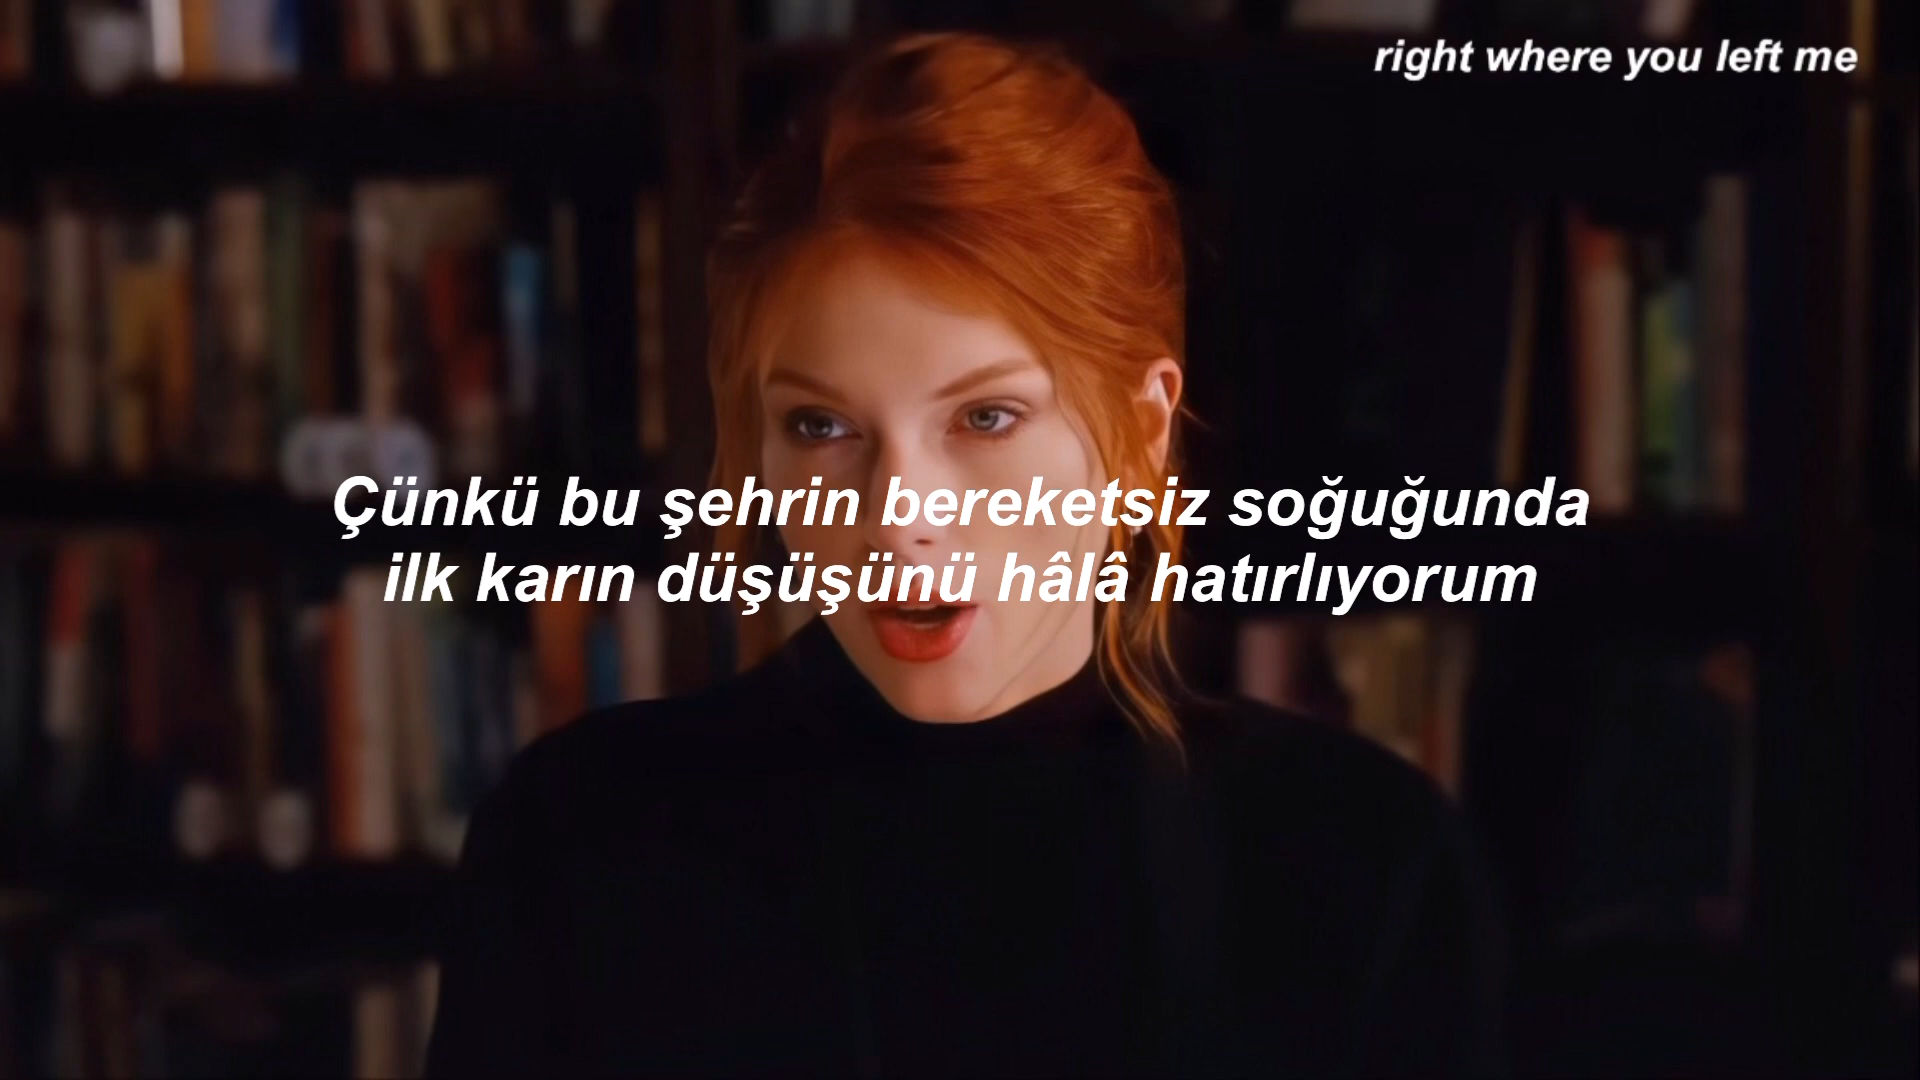 right where you left me
Çünkü bu şehrin bereketsiz soğuğunda
ilk karın düşüşünü hâlâ hatırlıyorum